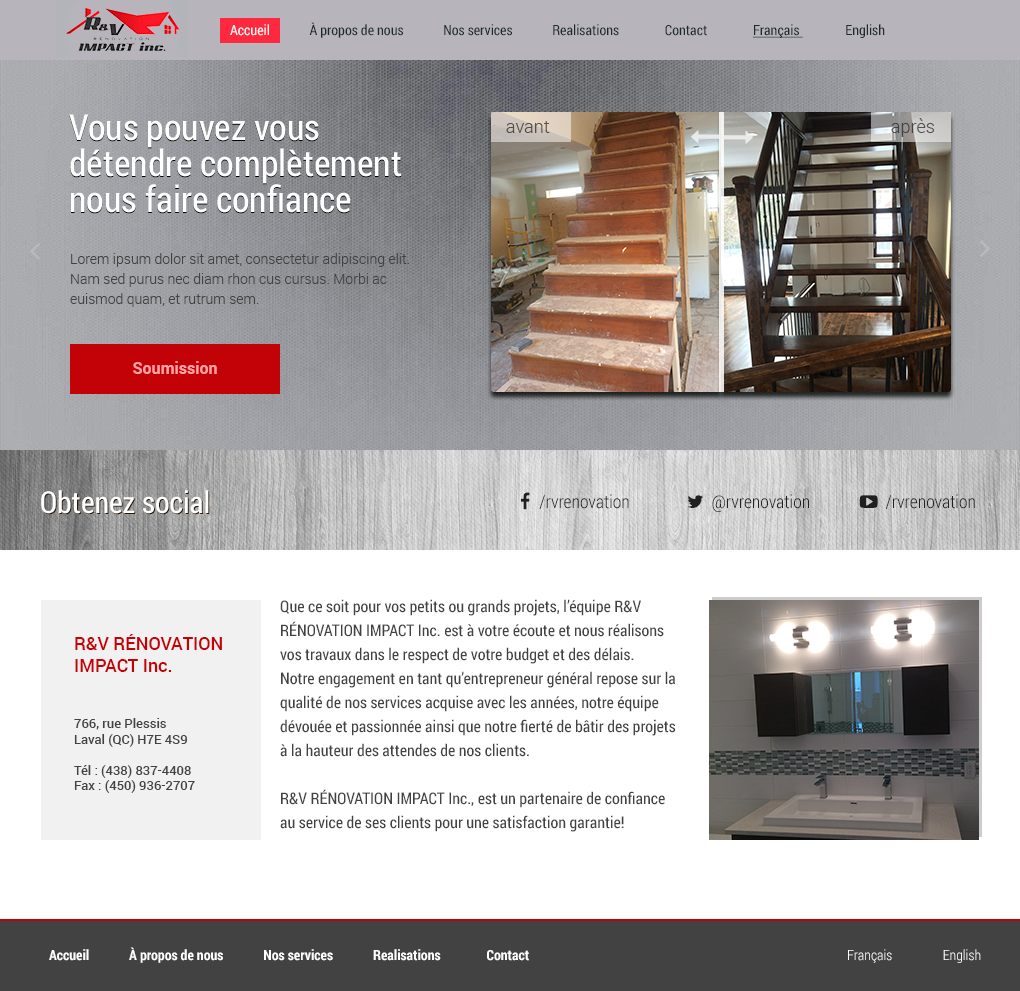 R&V
RÉNOVATION
IMPACT inc.
Accueil
À propos de nous
Nos services
Realisations
Contact
Français
English
Vous pouvez vous
détendre complètement
nous faire confiance
Lorem ipsum dolor sit amet, consectetur adipiscing elit.
Nam sed purus nec diam rhon cus cursus. Morbi ac
euismod quam, et rutrum sem.
Soumission
avant
après
Obtenez social
/rvrenovation
@rvrenovation
/rvrenovation
R&V RÉNOVATION
IMPACT Inc.
766, rue Plessis
Laval (QC) H7E 4S9
Tél : (438) 837-4408
Fax : (450) 936-2707
Que ce soit pour vos petits ou grands projets, l'équipe R&V
RÉNOVATION IMPACT Inc. est à votre écoute et nous réalisons
vos travaux dans le respect de votre budget et des délais.
Notre engagement en tant qu'entrepreneur général repose sur la
qualité de nos services acquise avec les années, notre équipe
dévouée et passionnée ainsi que notre fierté de bâtir des projets
à la hauteur des attendes de nos clients.
R&V RÉNOVATION IMPACT Inc., est un partenaire de confiance
au service de ses clients pour une satisfaction garantie!
Accueil
À propos de nous
Nos services
Realisations
Contact
Français
English